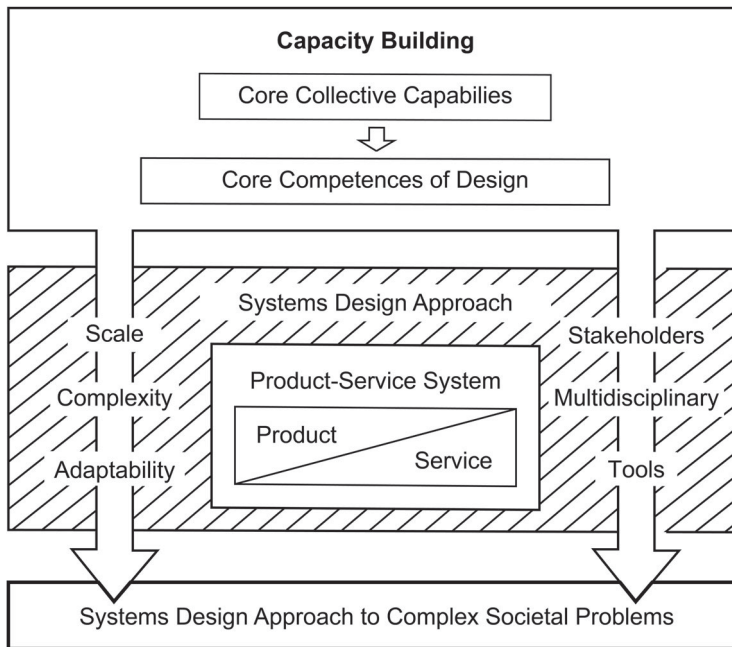 Capacity Building
Core Collective Capabilies
Core Competences of Design
Systems Design Approach
Scale
Stakeholders
Product-Service System
Complexity
Multidisciplinary
Product
Service
Adaptability
Tools
Systems Design Approach to Complex Societal Problems